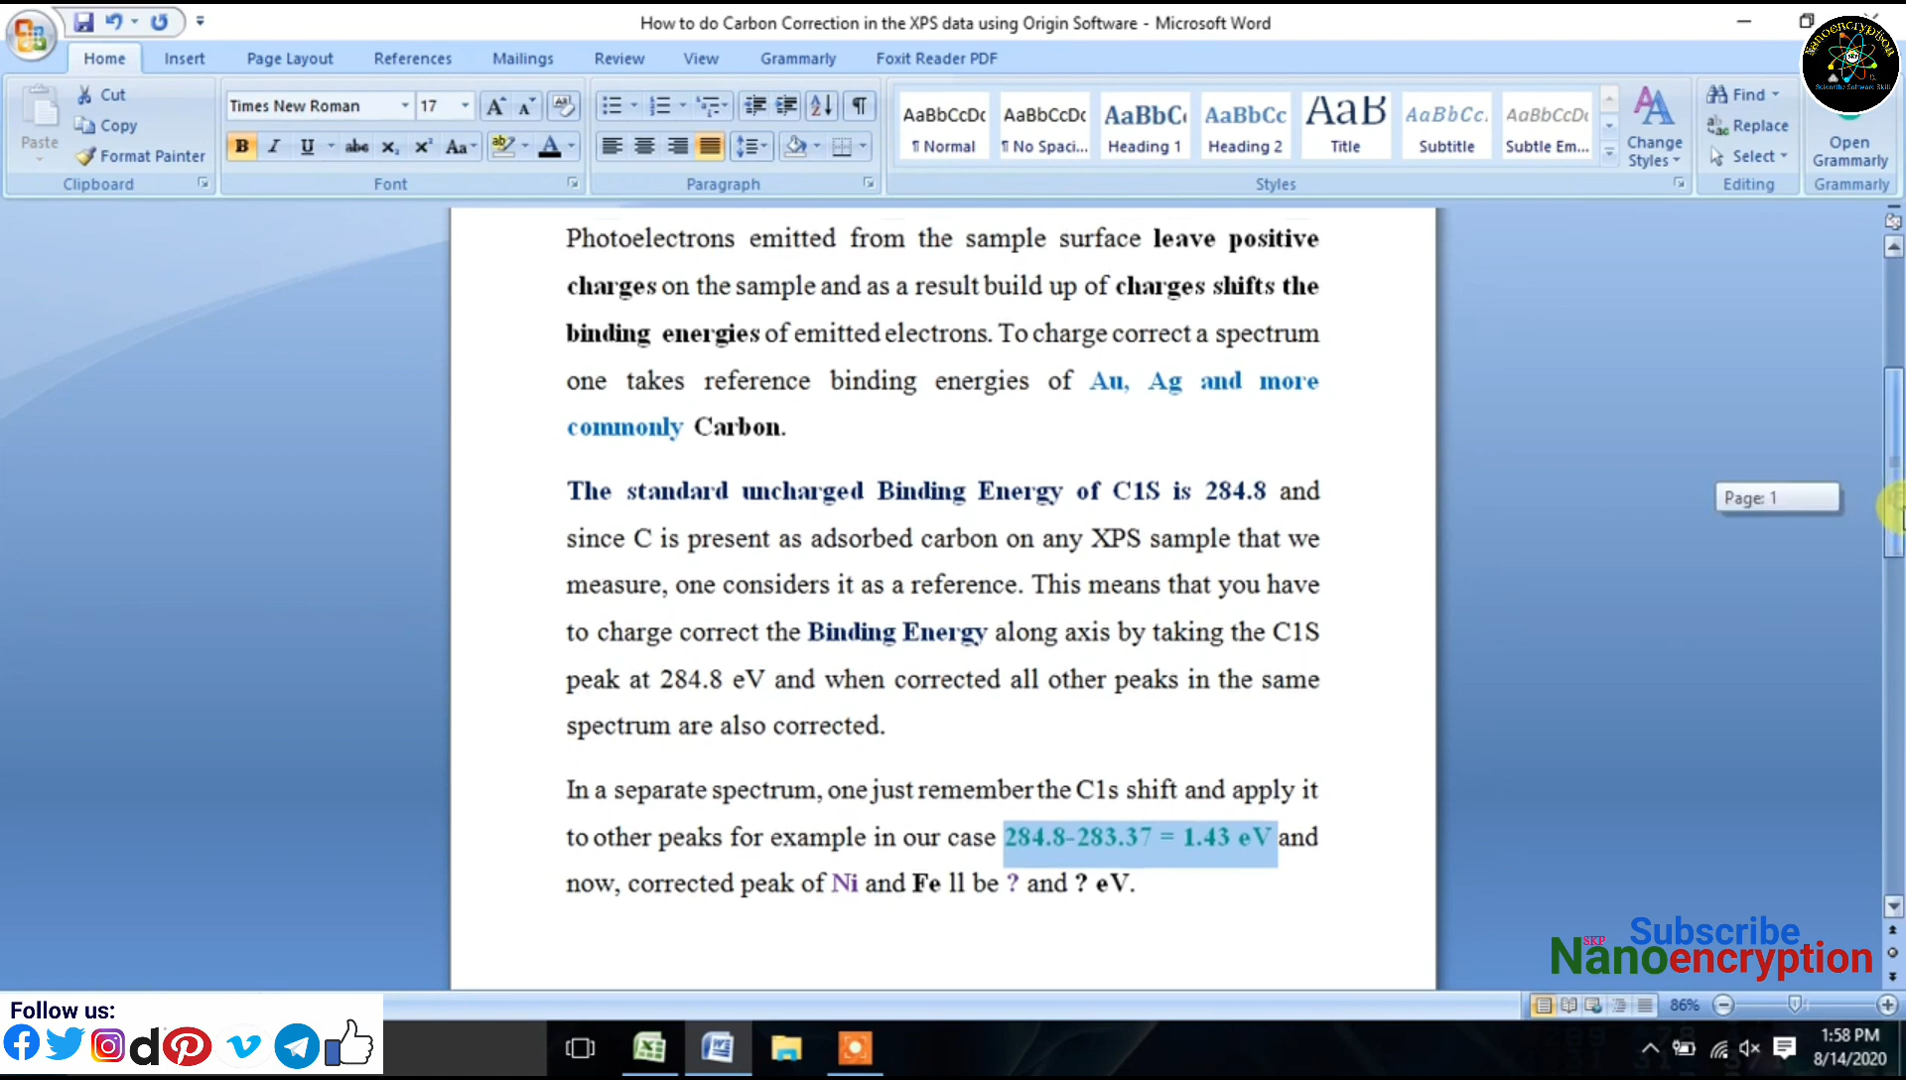 How to do Carbon Correction in the XPS data using Origin Software - Microsoft Word
Home Insert Page Layout References Mailings Review View Grammarly Foxit Reader PDF
Nanoencryption
Scientific Software Skill
Paste
Cut
Copy
Format Painter
Clipboard
Times New Roman 17
Font
Paragraph
AaBbCcDc AaBbCcDc AaBbC AaBbCc AaB AaBbCc. AaBbCcDc
¶ Normal ¶ No Spaci... Heading 1 Heading 2 Title Subtitle Subtle Em...
Change
Styles
Styles
Find
Replace
Select
Editing
Open
Grammarly
Grammarly
Photoelectrons emitted from the sample surface leave positive
charges on the sample and as a result build up of charges shifts the
binding energies of emitted electrons. To charge correct a spectrum
one takes reference binding energies of Au, Ag and more
commonly Carbon.
The standard uncharged Binding Energy of C1S is 284.8 and
since C is present as adsorbed carbon on any XPS sample that we
measure, one considers it as a reference. This means that you have
to charge correct the Binding Energy along axis by taking the C1S
peak at 284.8 eV and when corrected all other peaks in the same
spectrum are also corrected.
In a separate spectrum, one just remember the C1s shift and apply it
to other peaks for example in our case 284.8-283.37 = 1.43 eV and
now, corrected peak of Ni and Fe ll be ? and ? eV.
Page: 1
Subscribe
SKP
Nanoencryption
Follow us:
86%
1:58 PM
8/14/2020